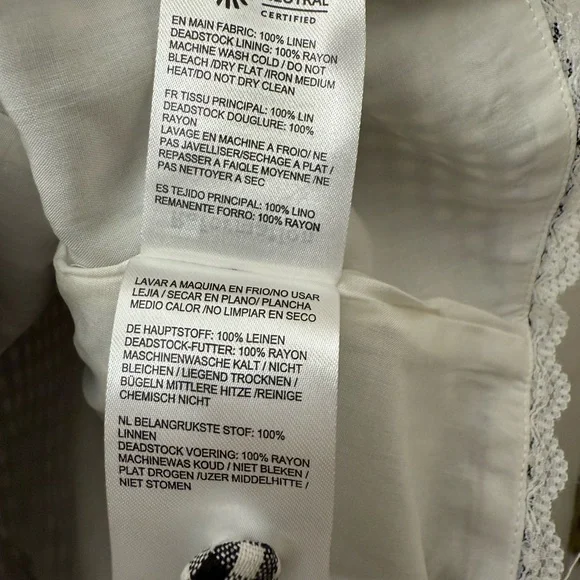 NEUTRAL
CERTIFIED
EN MAIN FABRIC: 100% LINEN
DEADSTOCK LINING: 100% RAYON
MACHINE WASH COLD / DO NOT
BLEACH /DRY FLAT /IRON MEDIUM
HEAT/DO NOT DRY CLEAN
FR TISSU PRINCIPAL: 100% LIN
DEADSTOCK DOUGLURE: 100%
RAYON
LAVAGE EN MACHINE A FROID/ NE
PAS JAVELLISER/SECHAGE A PLAT /
REPASSER A FAIQLE MOYENNE /NE
PAS NETTOYER A SEC
ES TEJIDO PRINCIPAL: 100% LINO
REMANENTE FORRO: 100% RAYON
LAVAR A MAQUINA EN FRIO/NO USAR
LEJIA / SECAR EN PLANO/ PLANCHA
MEDIO CALOR /NO LIMPIAR EN SECO
DE HAUPTSTOFF: 100% LEINEN
DEADSTOCK-FUTTER: 100% RAYON
MASCHINENWASCHE KALT / NICHT
BLEICHEN / LIEGEND TROCKNEN /
BÜGELN MITTLERE HITZE /REINIGE
CHEMISCH NICHT
NL BELANGRUKSTE STOF: 100%
LINNEN
DEADSTOCK VOERING: 100% RAYON
MACHINEWAS KOUD / NIET BLEKEN /
PLAT DROGEN /UZER MIDDELHITTE /
NIET STOMEN